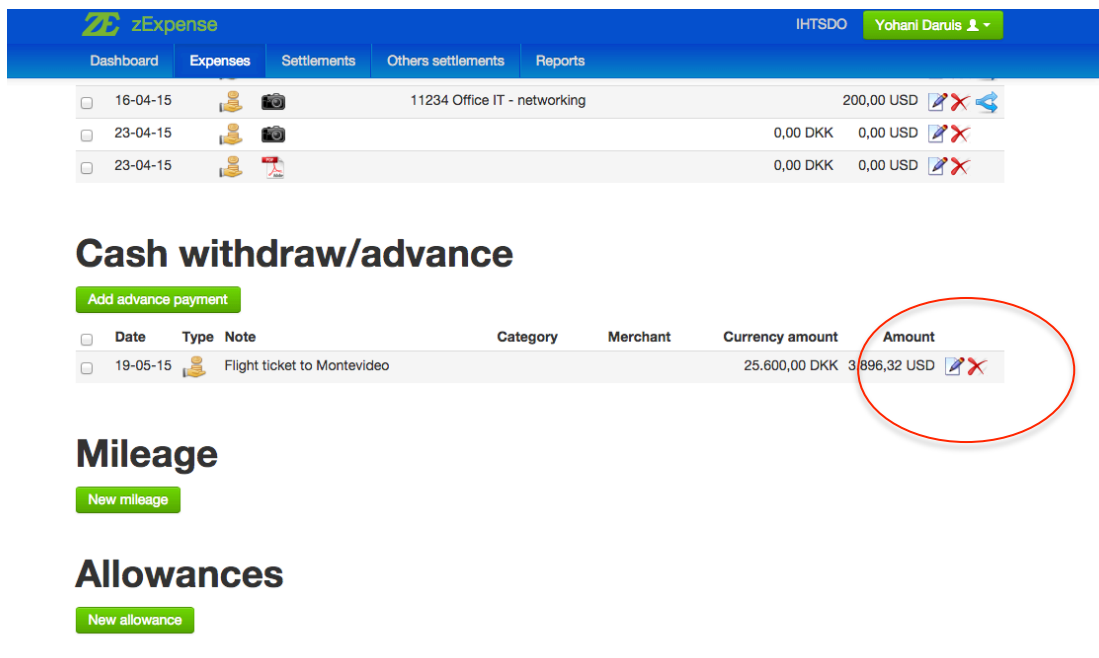 ZE zExpense IHTSDO Yohani Daruls
Dashboard Expenses Settlements Others settlements Reports
16-04-15 11234 Office IT - networking 200,00 USD
23-04-15 0,00 DKK 0,00 USD
23-04-15 0,00 DKK 0,00 USD
Cash withdraw/advance
Add advance payment
Date Type Note Category Merchant Currency amount Amount
19-05-15 Flight ticket to Montevideo 25.600,00 DKK 3.896,32 USD
Mileage
New mileage
Allowances
New allowance